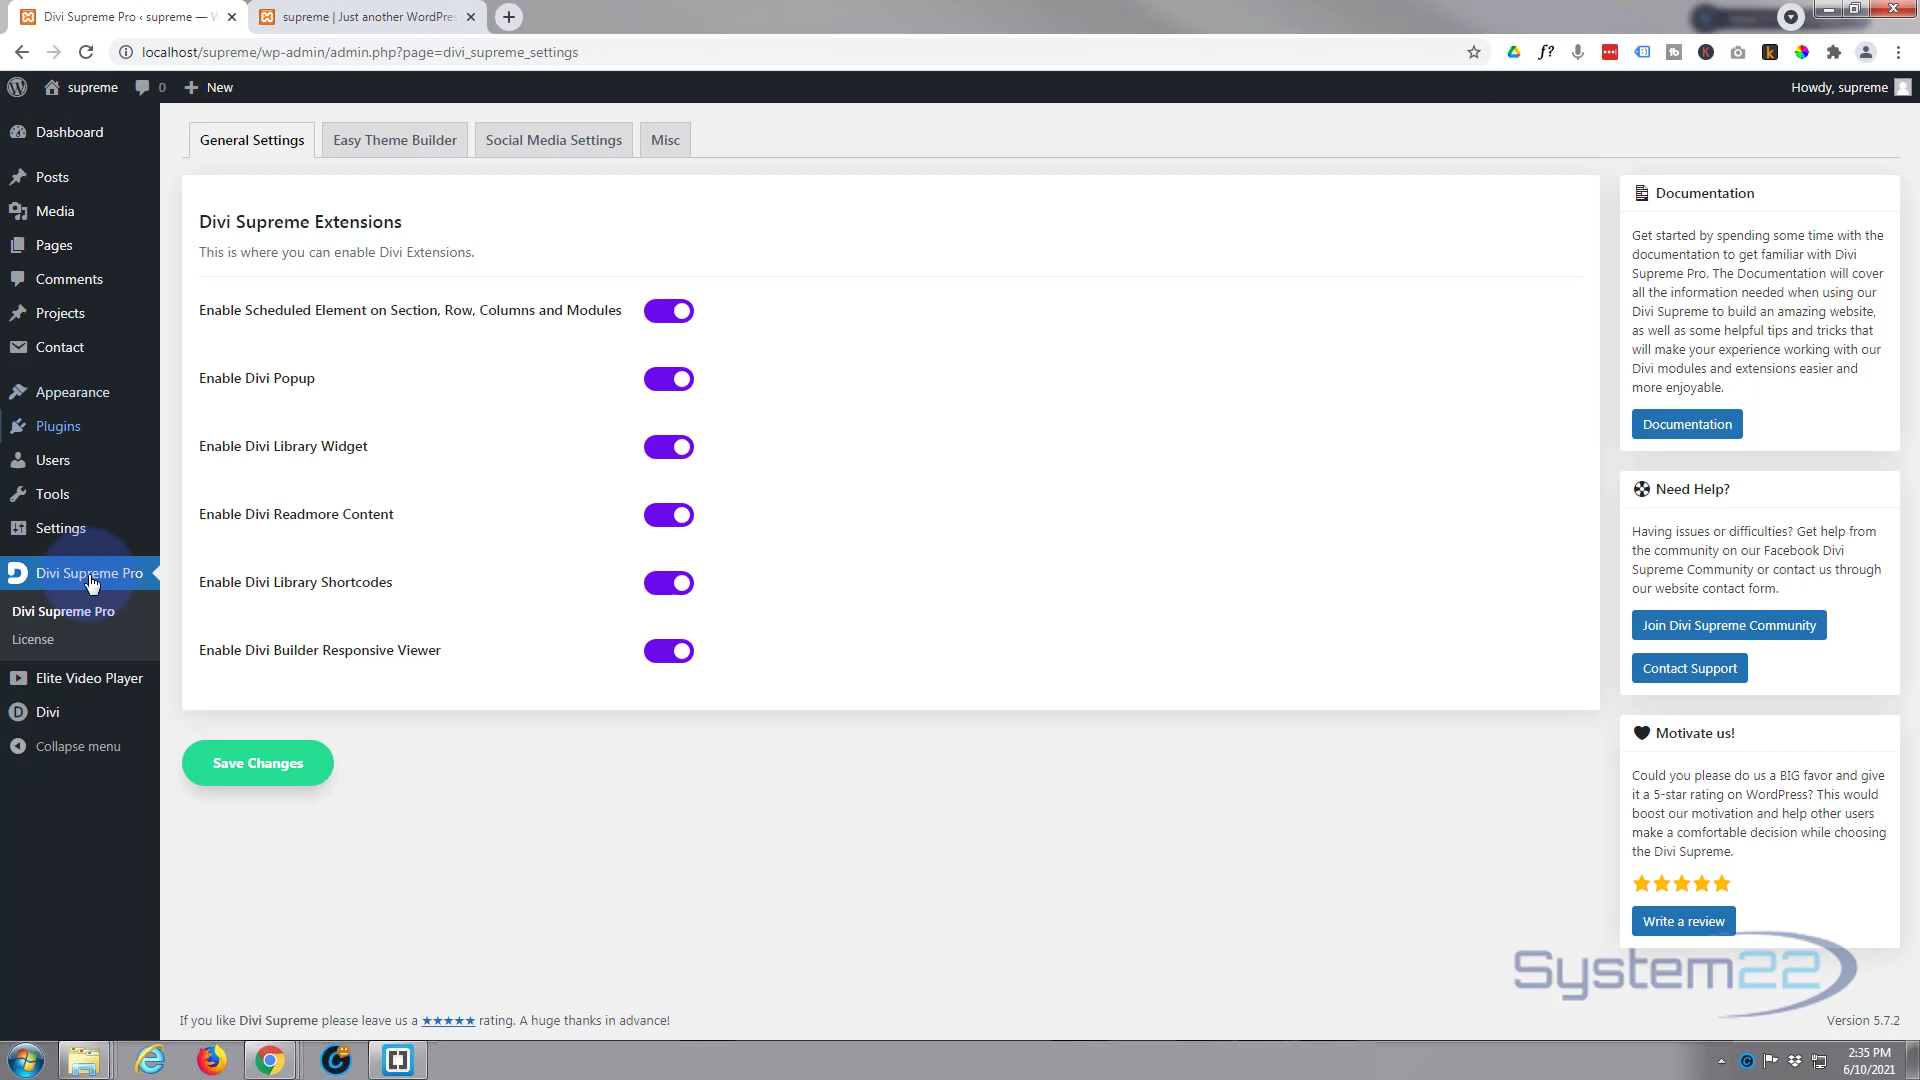 Divi Supreme Pro ‹ supreme — W
supreme | Just another WordPres
localhost/supreme/wp-admin/admin.php?page=divi_supreme_settings
supreme
0
New
Howdy, supreme
Dashboard
Posts
Media
Pages
Comments
Projects
Contact
Appearance
Plugins
Users
Tools
Settings
Divi Supreme Pro
Divi Supreme Pro
License
Elite Video Player
Divi
Collapse menu
General Settings
Easy Theme Builder
Social Media Settings
Misc
Divi Supreme Extensions
This is where you can enable Divi Extensions.
Enable Scheduled Element on Section, Row, Columns and Modules
Enable Divi Popup
Enable Divi Library Widget
Enable Divi Readmore Content
Enable Divi Library Shortcodes
Enable Divi Builder Responsive Viewer
Save Changes
Documentation
Get started by spending some time with the
documentation to get familiar with Divi
Supreme Pro. The Documentation will cover
all the information needed when using our
Divi Supreme to build an amazing website,
as well as some helpful tips and tricks that
will make your experience working with our
Divi modules and extensions easier and
more enjoyable.
Documentation
Need Help?
Having issues or difficulties? Get help from
the community on our Facebook Divi
Supreme Community or contact us through
our website contact form.
Join Divi Supreme Community
Contact Support
Motivate us!
Could you please do us a BIG favor and give
it a 5-star rating on WordPress? This would
boost our motivation and help other users
make a comfortable decision while choosing
the Divi Supreme.
Write a review
System22
If you like Divi Supreme please leave us a ★★★★★ rating. A huge thanks in advance!
Version 5.7.2
2:35 PM
6/10/2021